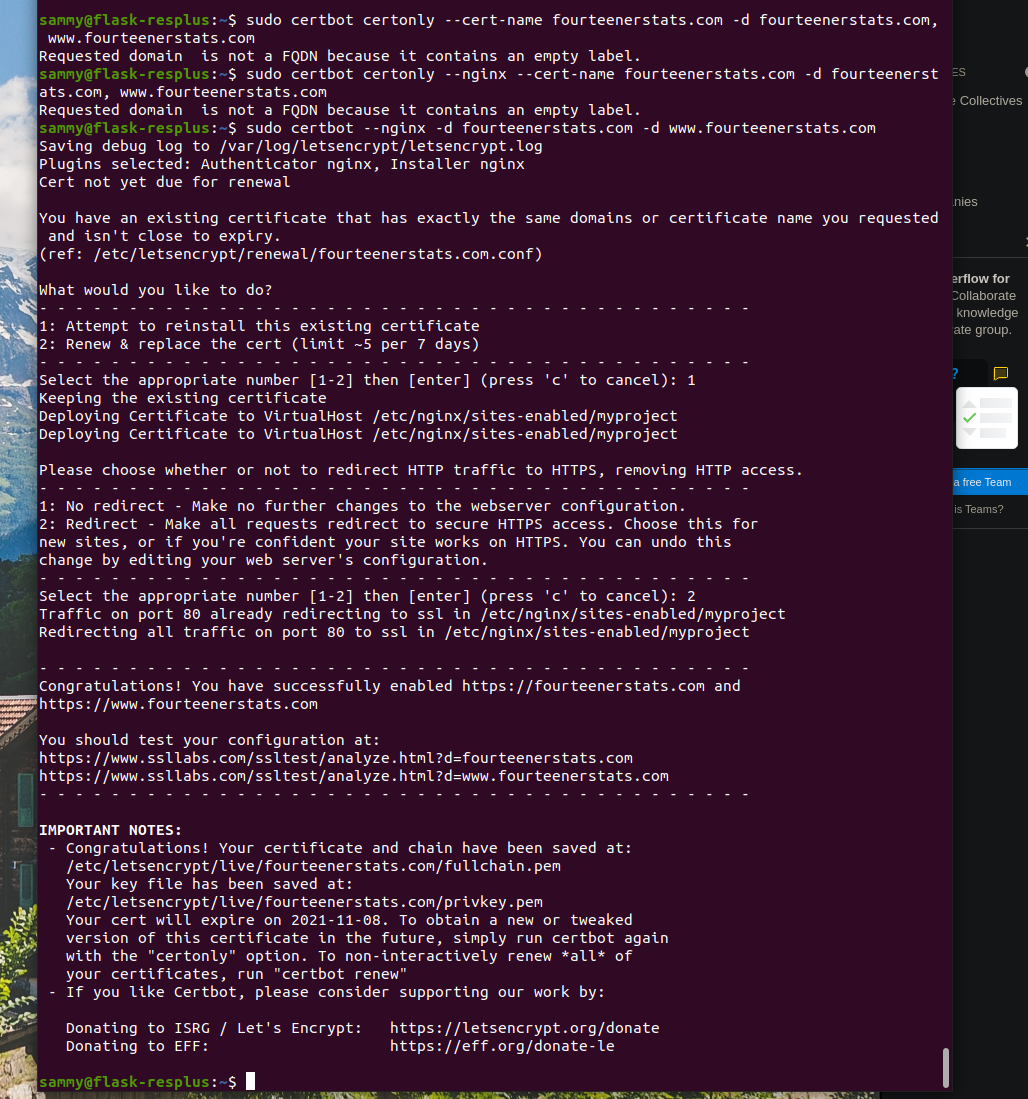 sammy@flask-resplus:~$ sudo certbot certonly --cert-name fourteenerstats.com -d fourteenerstats.com,
 www.fourteenerstats.com
Requested domain  is not a FQDN because it contains an empty label.
sammy@flask-resplus:~$ sudo certbot certonly --nginx --cert-name fourteenerstats.com -d fourteenerst
ats.com, www.fourteenerstats.com
Requested domain  is not a FQDN because it contains an empty label.
sammy@flask-resplus:~$ sudo certbot --nginx -d fourteenerstats.com -d www.fourteenerstats.com
Saving debug log to /var/log/letsencrypt/letsencrypt.log
Plugins selected: Authenticator nginx, Installer nginx
Cert not yet due for renewal

You have an existing certificate that has exactly the same domains or certificate name you requested
 and isn't close to expiry.
(ref: /etc/letsencrypt/renewal/fourteenerstats.com.conf)

What would you like to do?
- - - - - - - - - - - - - - - - - - - - - - - - - - - - - - - - - - - - - - - -
1: Attempt to reinstall this existing certificate
2: Renew & replace the cert (limit ~5 per 7 days)
- - - - - - - - - - - - - - - - - - - - - - - - - - - - - - - - - - - - - - - -
Select the appropriate number [1-2] then [enter] (press 'c' to cancel): 1
Keeping the existing certificate
Deploying Certificate to VirtualHost /etc/nginx/sites-enabled/myproject
Deploying Certificate to VirtualHost /etc/nginx/sites-enabled/myproject

Please choose whether or not to redirect HTTP traffic to HTTPS, removing HTTP access.
- - - - - - - - - - - - - - - - - - - - - - - - - - - - - - - - - - - - - - - -
1: No redirect - Make no further changes to the webserver configuration.
2: Redirect - Make all requests redirect to secure HTTPS access. Choose this for
new sites, or if you're confident your site works on HTTPS. You can undo this
change by editing your web server's configuration.
- - - - - - - - - - - - - - - - - - - - - - - - - - - - - - - - - - - - - - - -
Select the appropriate number [1-2] then [enter] (press 'c' to cancel): 2
Traffic on port 80 already redirecting to ssl in /etc/nginx/sites-enabled/myproject
Redirecting all traffic on port 80 to ssl in /etc/nginx/sites-enabled/myproject

- - - - - - - - - - - - - - - - - - - - - - - - - - - - - - - - - - - - - - - -
Congratulations! You have successfully enabled https://fourteenerstats.com and
https://www.fourteenerstats.com

You should test your configuration at:
https://www.ssllabs.com/ssltest/analyze.html?d=fourteenerstats.com
https://www.ssllabs.com/ssltest/analyze.html?d=www.fourteenerstats.com
- - - - - - - - - - - - - - - - - - - - - - - - - - - - - - - - - - - - - - - -

IMPORTANT NOTES:
 - Congratulations! Your certificate and chain have been saved at:
   /etc/letsencrypt/live/fourteenerstats.com/fullchain.pem
   Your key file has been saved at:
   /etc/letsencrypt/live/fourteenerstats.com/privkey.pem
   Your cert will expire on 2021-11-08. To obtain a new or tweaked
   version of this certificate in the future, simply run certbot again
   with the "certonly" option. To non-interactively renew *all* of
   your certificates, run "certbot renew"
 - If you like Certbot, please consider supporting our work by:

   Donating to ISRG / Let's Encrypt:   https://letsencrypt.org/donate
   Donating to EFF:                    https://eff.org/donate-le

sammy@flask-resplus:~$
ES
e Collectives
nies
erflow for
Collaborate
knowledge
ate group.
?
a free Team
is Teams?